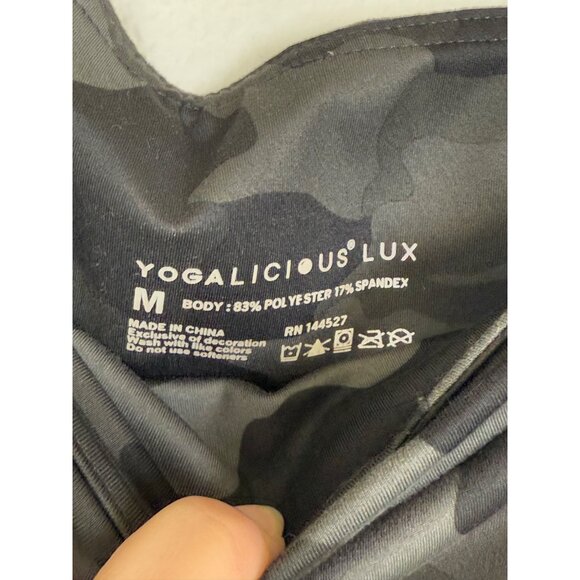 YOGALICIOUS® LUX
M BODY : 83% POLYESTER 17% SPANDEX
MADE IN CHINA
Exclusive of decoration
Wash with like colors
Do not use softeners
RN 144527